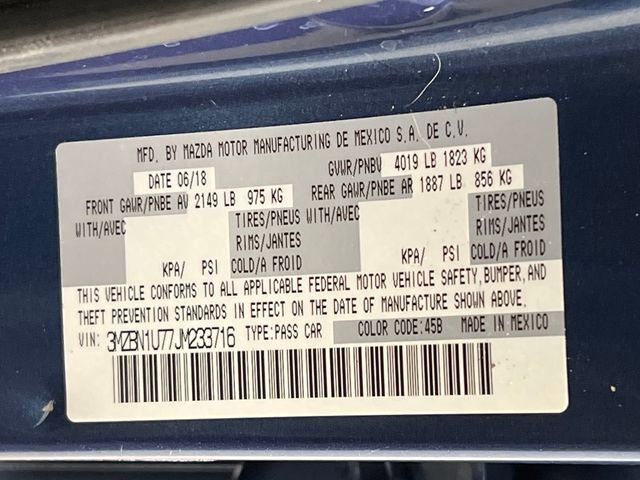 MFD. BY MAZDA MOTOR MANUFACTURING DE MEXICO S.A. DE C.V.
DATE 06/18 GVWR/PNBV 4019 LB 1823 KG
FRONT GAWR/PNBE AV 2149 LB 975 KG REAR GAWR/PNBE AR 1887 LB 856 KG
WITH/AVEC TIRES/PNEUS WITH/AVEC TIRES/PNEUS
RIMS/JANTES RIMS/JANTES
KPA/ PSI COLD/A FROID KPA/ PSI COLD/A FROID
THIS VEHICLE CONFORMS TO ALL APPLICABLE FEDERAL MOTOR VEHICLE SAFETY, BUMPER, AND
THEFT PREVENTION STANDARDS IN EFFECT ON THE DATE OF MANUFACTURE SHOWN ABOVE.
VIN: 3MZBN1U77JM233716 TYPE:PASS CAR COLOR CODE:45B MADE IN MEXICO